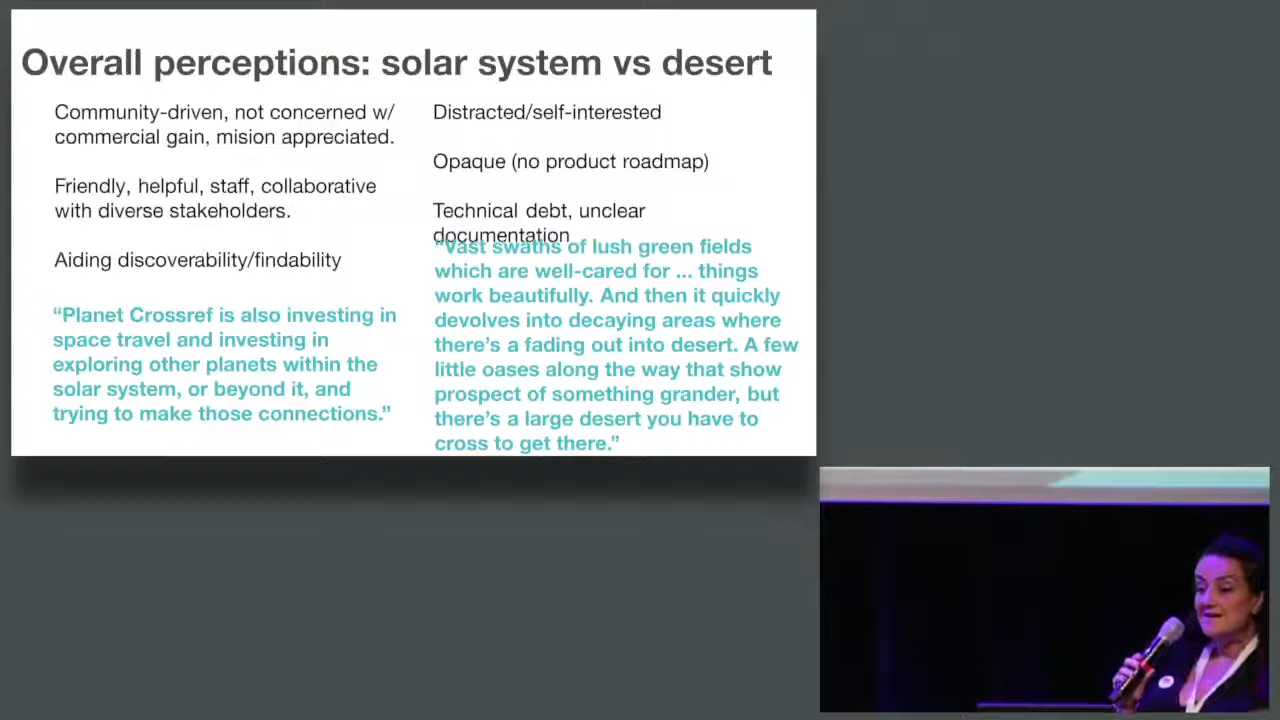 Overall perceptions: solar system vs desert
Community-driven, not concerned w/
commercial gain, mision appreciated.
Friendly, helpful, staff, collaborative
with diverse stakeholders.
Aiding discoverability/findability
“Planet Crossref is also investing in
space travel and investing in
exploring other planets within the
solar system, or beyond it, and
trying to make those connections.”
Distracted/self-interested
Opaque (no product roadmap)
Technical debt, unclear
documentation
“Vast swaths of lush green fields
which are well-cared for ... things
work beautifully. And then it quickly
devolves into decaying areas where
there’s a fading out into desert. A few
little oases along the way that show
prospect of something grander, but
there’s a large desert you have to
cross to get there.”